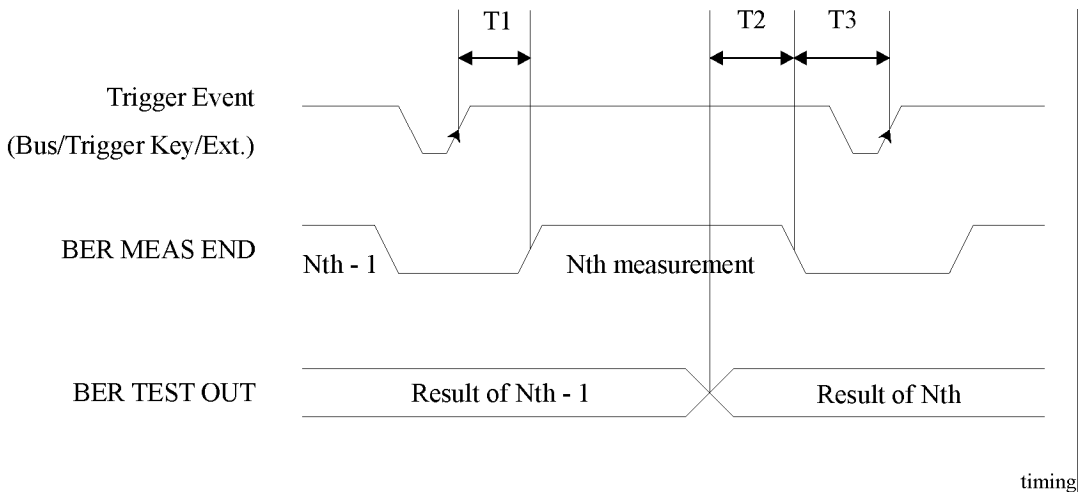 T1
T2
T3
Trigger Event
(Bus/Trigger Key/Ext.)
BER MEAS END
Nth - 1
Nth measurement
BER TEST OUT
Result of Nth - 1
Result of Nth
timing